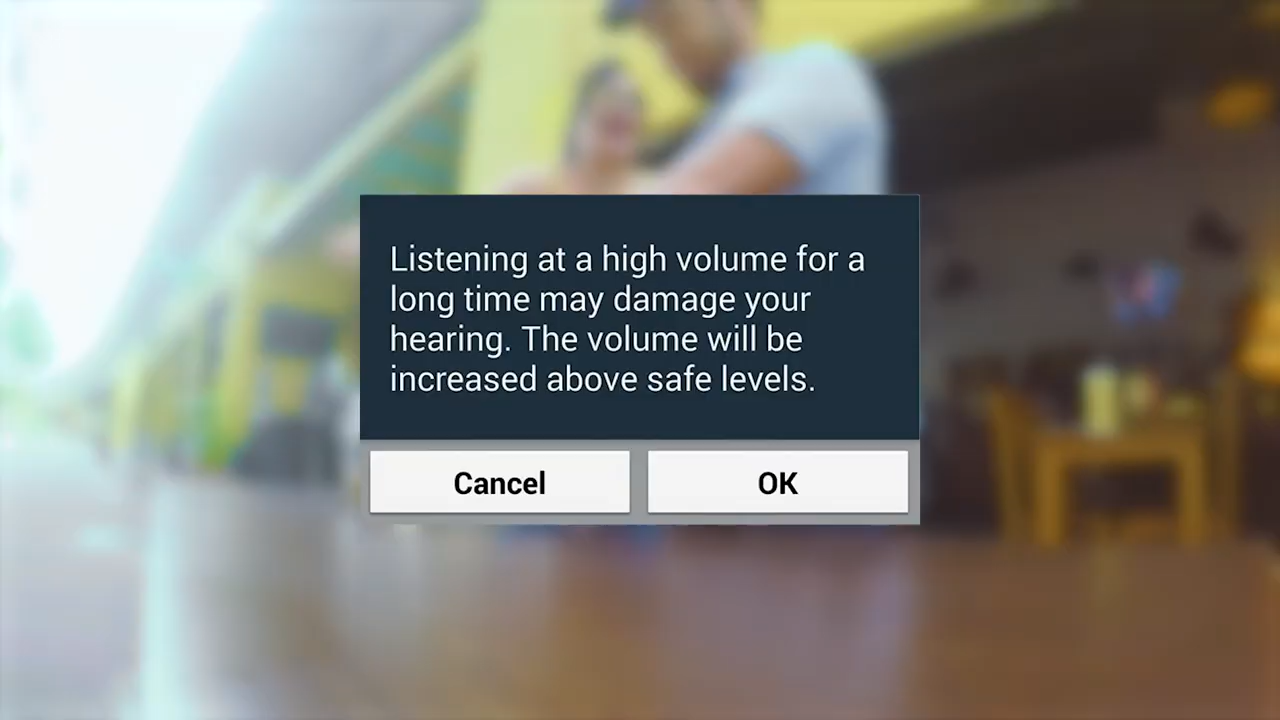 Listening at a high volume for a
long time may damage your
hearing. The volume will be
increased above safe levels.
Cancel
OK